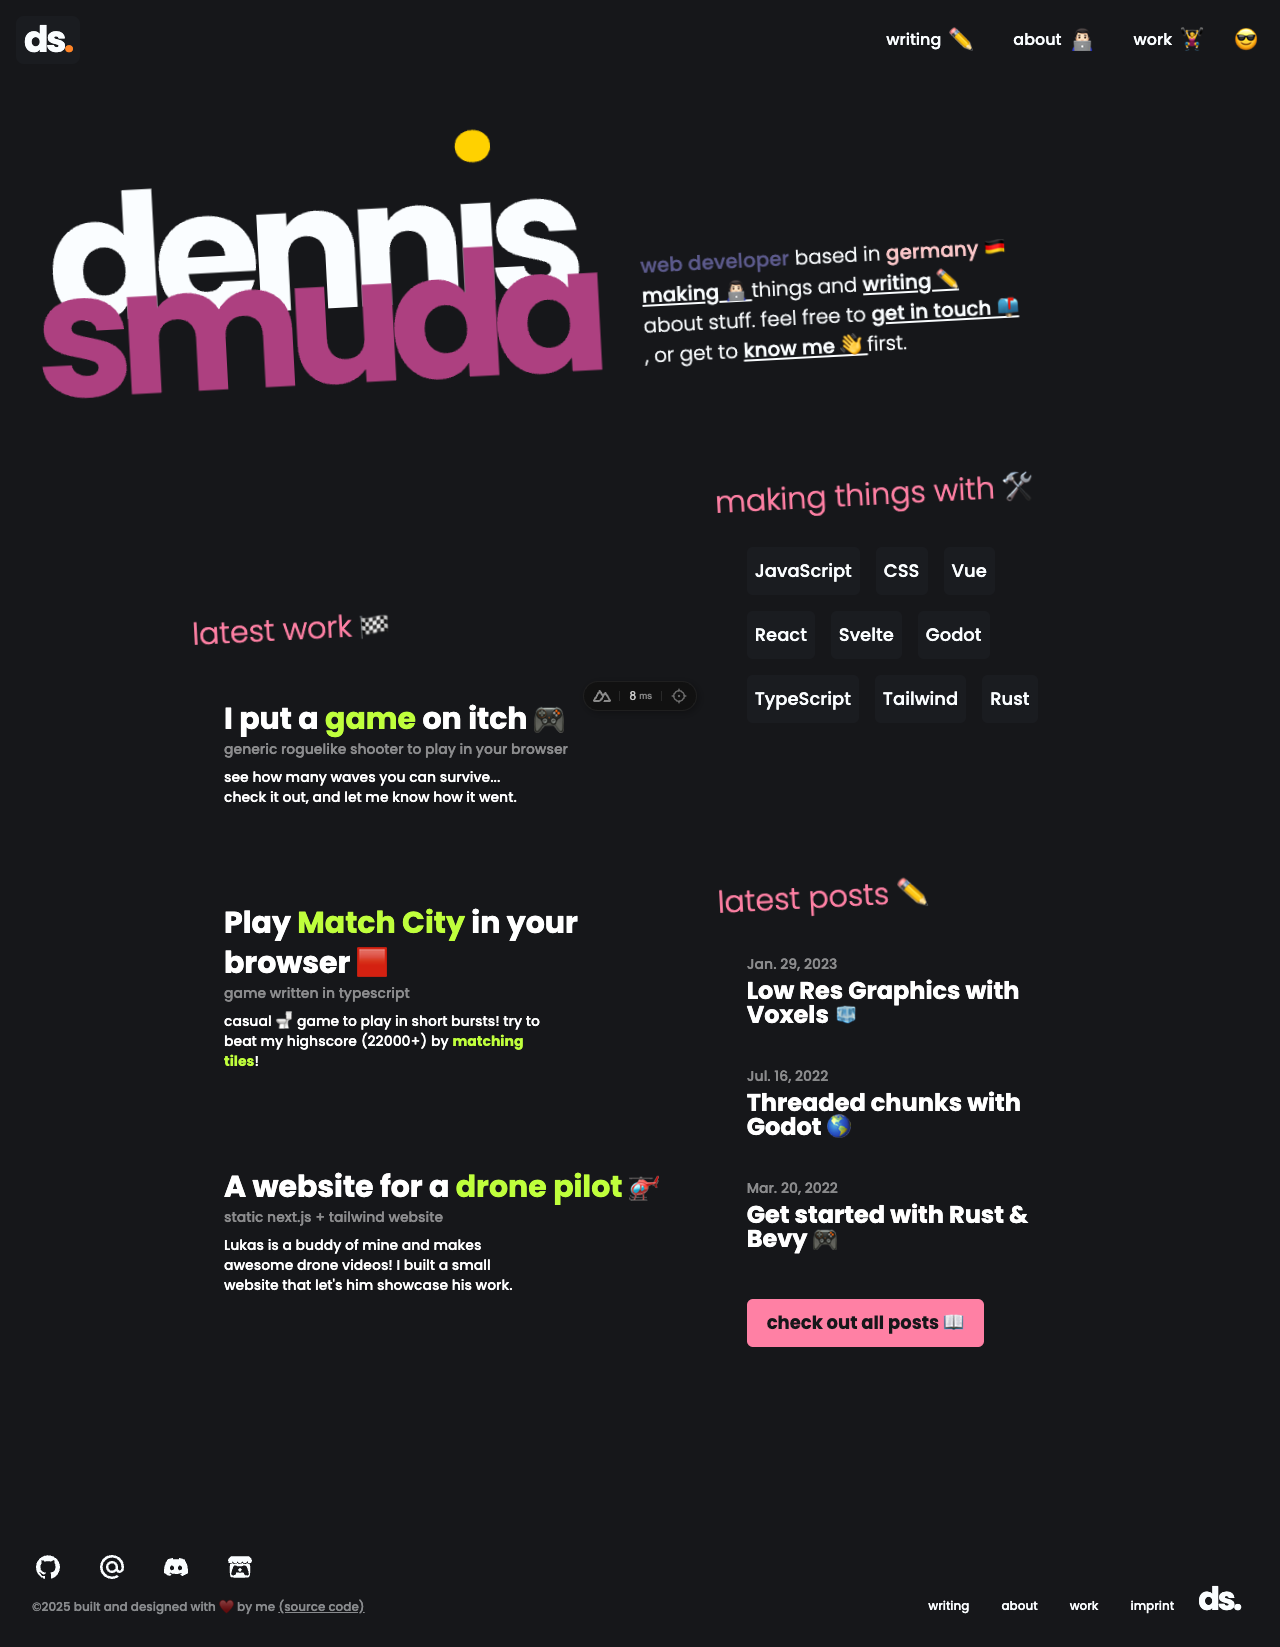 ds.
writing ✏️
about 👨🏻‍💻
work 🏋️
😎
dennis
smuda
web developer based in germany 🇩🇪
making 👨🏻‍💻 things and writing ✏️
about stuff. feel free to get in touch 📬
, or get to know me 👋 first.
making things with 🛠️
JavaScript CSS Vue
React Svelte Godot
TypeScript Tailwind Rust
latest work 🏁
8 ms
I put a game on itch 🎮
generic roguelike shooter to play in your browser
see how many waves you can survive...
check it out, and let me know how it went.
Play Match City in your
browser 🟥
game written in typescript
casual 🚽 game to play in short bursts! try to
beat my highscore (22000+) by matching
tiles!
A website for a drone pilot 🚁
static next.js + tailwind website
Lukas is a buddy of mine and makes
awesome drone videos! I built a small
website that let's him showcase his work.
latest posts ✏️
Jan. 29, 2023
Low Res Graphics with
Voxels 🧊
Jul. 16, 2022
Threaded chunks with
Godot 🌎
Mar. 20, 2022
Get started with Rust &
Bevy 🎮
check out all posts 📖
©2025 built and designed with ❤️ by me (source code)
writing about work imprint ds.